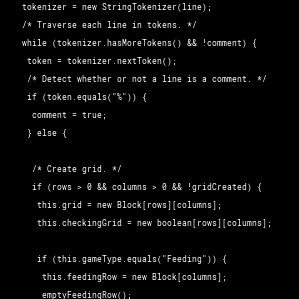 tokenizer = new StringTokenizer(line);
/* Traverse each line in tokens. */
while (tokenizer.hasMoreTokens() && !comment) {
token = tokenizer.nextToken();
/* Detect whether or not a line is a comment. */
if (token.equals("%")) {
comment = true;
} else {
/* Create grid. */
if (rows > 0 && columns > 0 && !gridCreated) {
this.grid = new Block[rows][columns];
this.checkingGrid = new boolean[rows][columns];
if (this.gameType.equals("Feeding")) {
this.feedingRow = new Block[columns];
emptyFeedingRow();